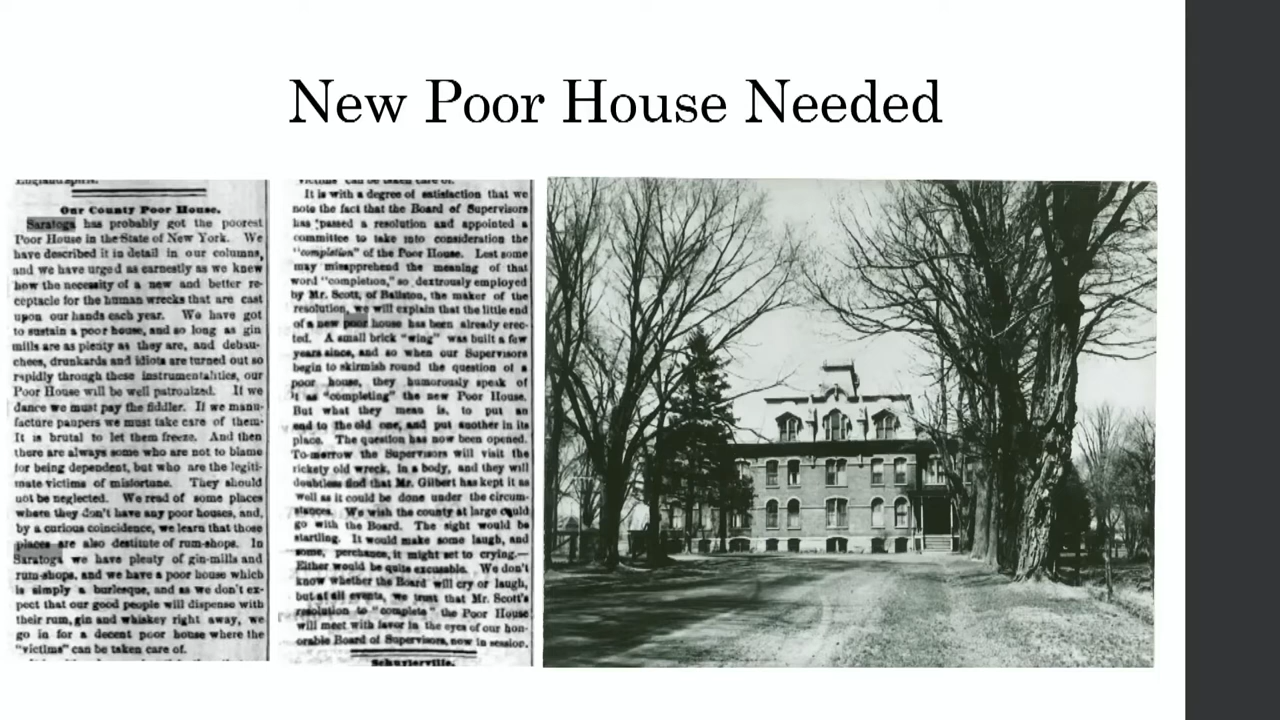 New Poor House Needed
Our County Poor House.
Saratoga has probably got the poorest
Poor House in the State of New York. We
have described it in detail in our columns,
and we have urged as earnestly as we knew
how the necessity of a new and better re-
ceptacle for the human wrecks that are cast
upon our hands each year. We have got
to sustain a poor house, and so long as gin
mills are as plenty as they are, and debau-
chees, drunkards and idiots are turned out so
rapidly through these instrumentalities, our
Poor House will be well patronized. If we
dance we must pay the fiddler. If we manu-
facture paupers we must take care of them.
It is brutal to let them freeze. And then
there are always some who are not to blame
for being dependent, but who are the legiti-
mate victims of misfortune. They should
not be neglected. We read of some places
where they don't have any poor houses, and,
by a curious coincidence, we learn that those
places are also destitute of rum-shops. In
Saratoga we have plenty of gin-mills and
rum-shops, and we have a poor house which
is simply a burlesque, and as we don't ex-
pect that our good people will dispense with
their rum, gin and whiskey right away, we
go in for a decent poor house where the
"victims" can be taken care of.
It is with a degree of satisfaction that we
note the fact that the Board of Supervisors
has passed a resolution and appointed a
committee to take into consideration the
"completion" of the Poor House. Lest some
may misapprehend the meaning of that
word "completion," so dextrously employed
by Mr. Scott, of Ballston, the maker of the
resolution, we will explain that the little end
of a new poor house has been already erec-
ted. A small brick "wing" was built a few
years since, and so when our Supervisors
begin to skirmish round the question of a
poor house, they humorously speak of
it as "completing" the new Poor House.
But what they mean is, to put an
end to the old one, and put another in its
place. The question has now been opened.
To-morrow the Supervisors will visit the
rickety old wreck, in a body, and they will
doubtless find that Mr. Gilbert has kept it as
well as it could be done under the circum-
stances. We wish the county at large could
go with the Board. The sight would be
startling. It would make some laugh, and
some, perchance, it might set to crying.—
Either would be quite excusable. We don't
know whether the Board will cry or laugh,
but at all events, we trust that Mr. Scott's
resolution to "complete" the Poor House
will meet with favor in the eyes of our hon-
orable Board of Supervisors, now in session.
Schuylerville.